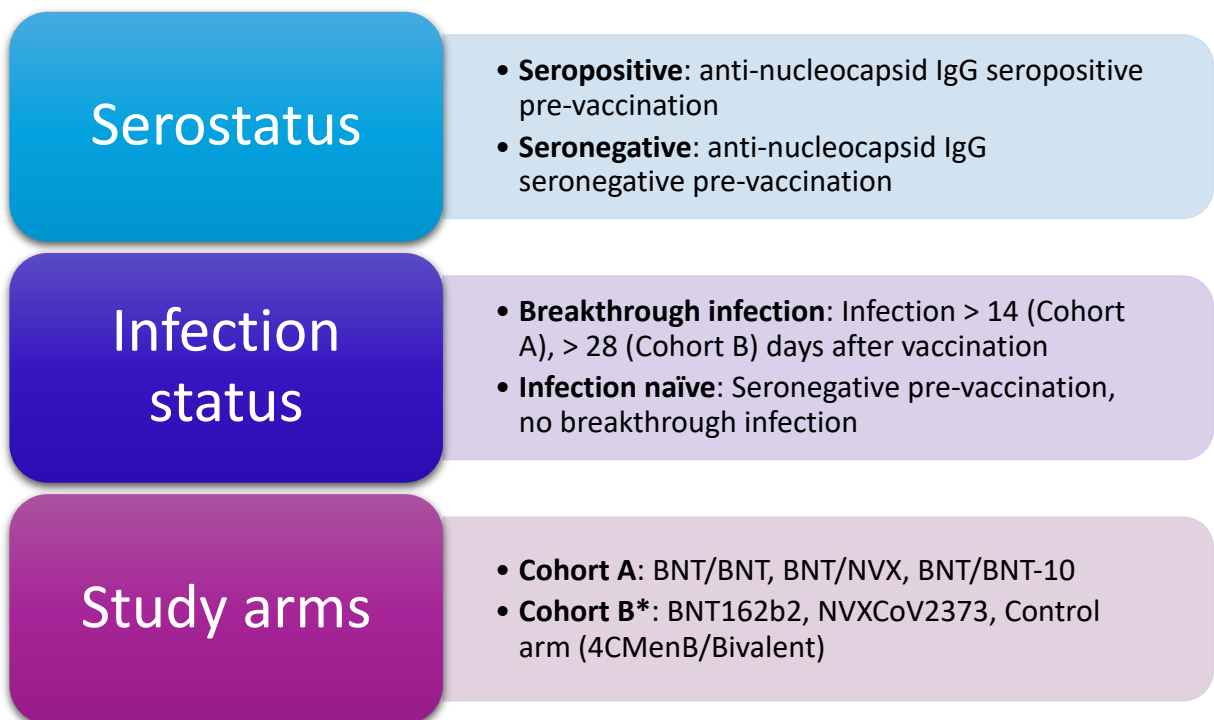 Serostatus
• Seropositive: anti-nucleocapsid IgG seropositive
pre-vaccination
• Seronegative: anti-nucleocapsid IgG
seronegative pre-vaccination
Infection
status
• Breakthrough infection: Infection > 14 (Cohort
A), > 28 (Cohort B) days after vaccination
• Infection naïve: Seronegative pre-vaccination,
no breakthrough infection
Study arms
• Cohort A: BNT/BNT, BNT/NVX, BNT/BNT-10
• Cohort B*: BNT162b2, NVXCoV2373, Control
arm (4CMenB/Bivalent)